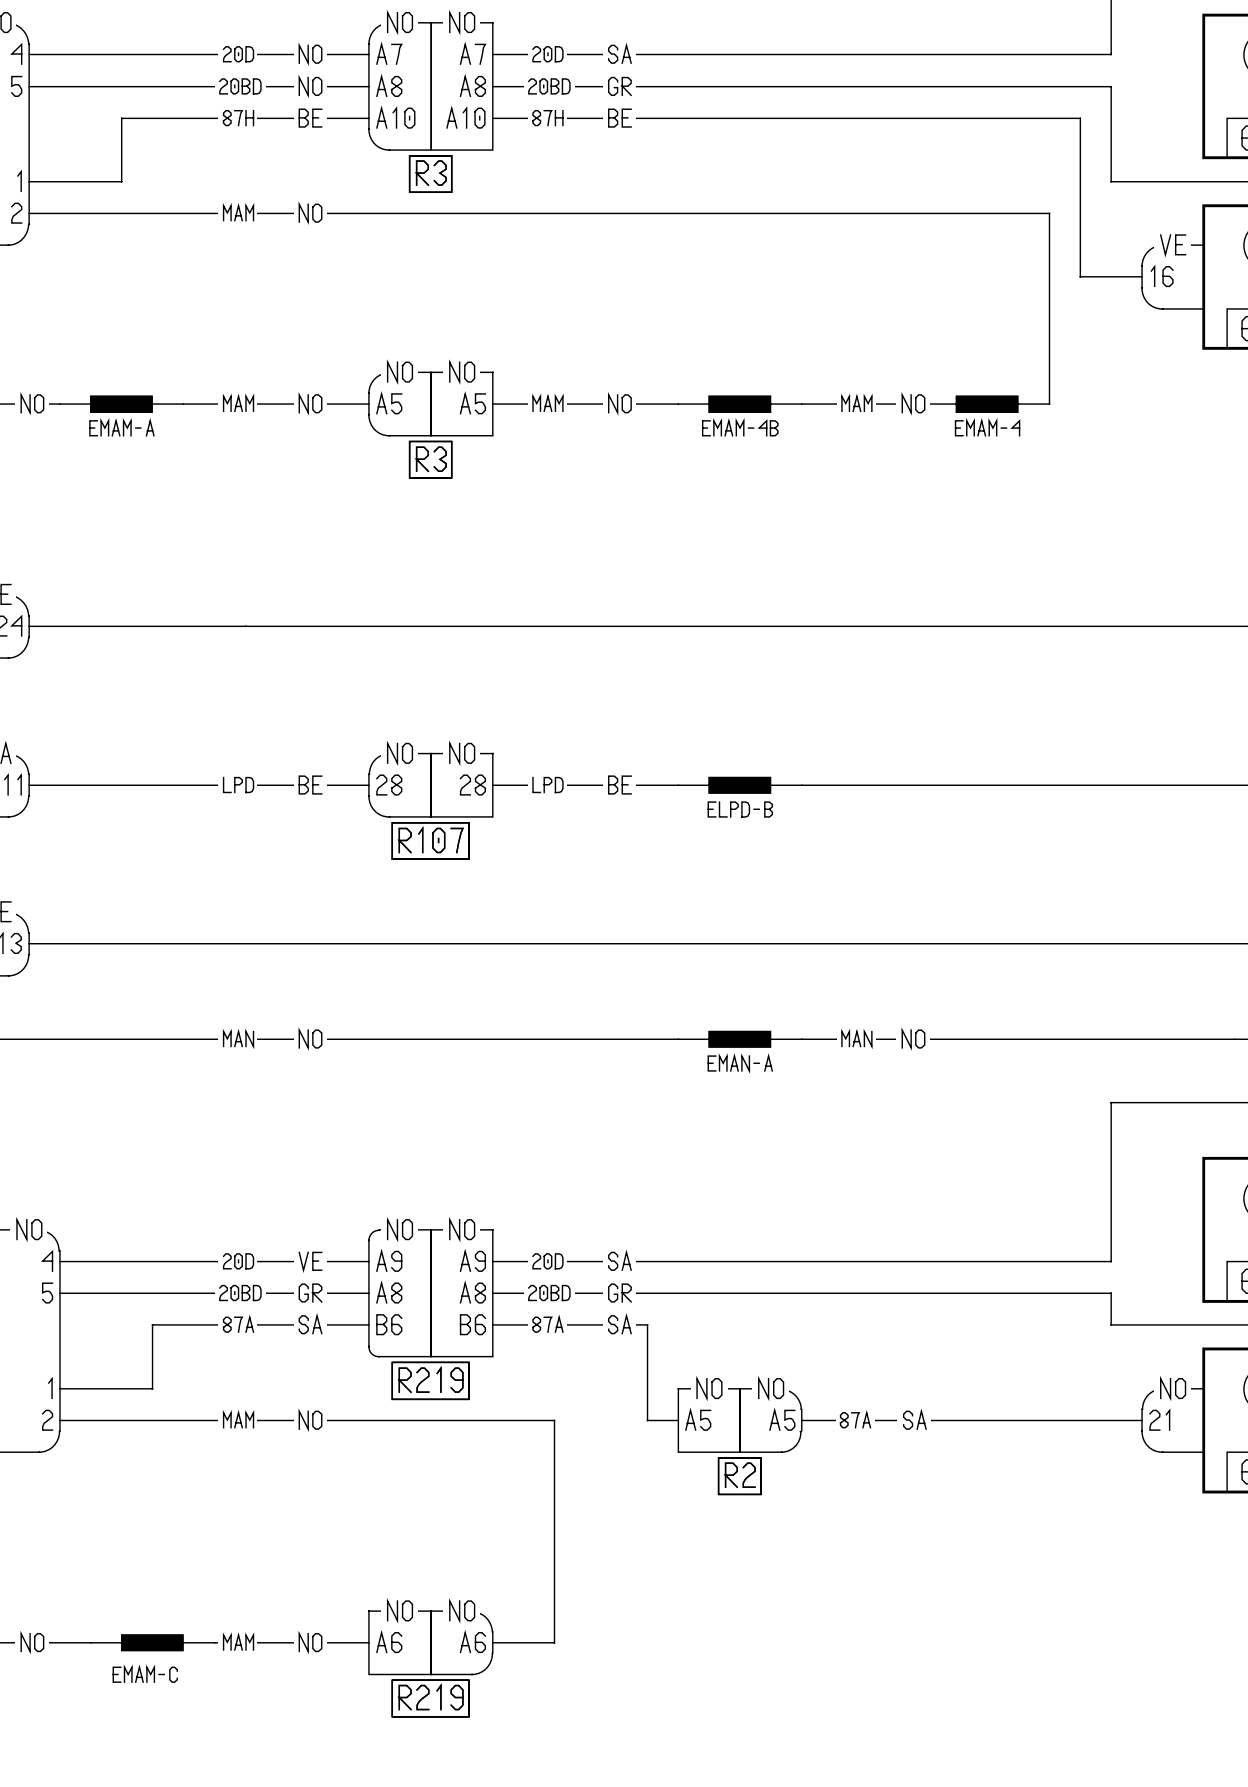 NO NO
4 20D NO A7 A7 20D SA
5 20BD NO A8 A8 20BD GR
87H BE A10 A10 87H BE
R3
1
2 MAM NO
VE
16
NO NO
NO MAM NO A5 A5 MAM NO MAM NO
EMAM-A EMAM-4B EMAM-4
R3
E
24
A NO NO
11 LPD BE 28 28 LPD BE
ELPD-B
R107
E
13
MAN NO MAN NO
EMAN-A
NO NO NO
4 20D VE A9 A9 20D SA
5 20BD GR A8 A8 20BD GR
87A SA B6 B6 87A SA
R219
1 NO NO NO
2 MAM NO A5 A5 87A SA 21
R2
NO NO
NO MAM NO A6 A6
EMAM-C
R219